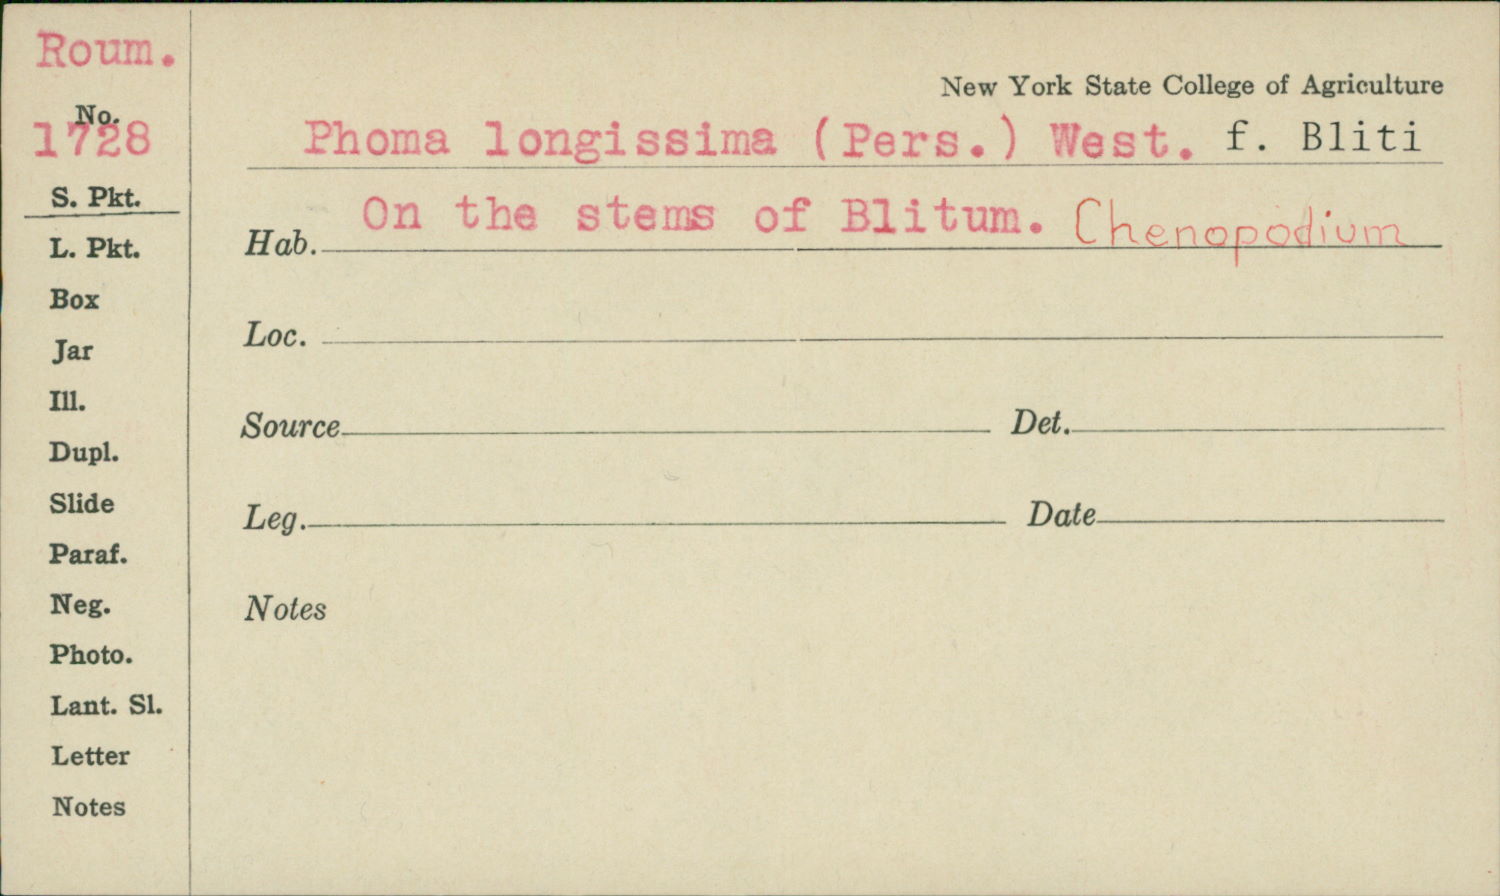 Roum.
No.
1728
S. Pkt.
L. Pkt.
Box
Jar
Ill.
Dupl.
Slide
Paraf.
Neg.
Photo.
Lant. Sl.
Letter
Notes
New York State College of Agriculture
Phoma longissima (Pers.) West. f. Bliti
Hab. On the stems of Blitum. Chenopodium
Loc.
Source Det.
Leg. Date
Notes